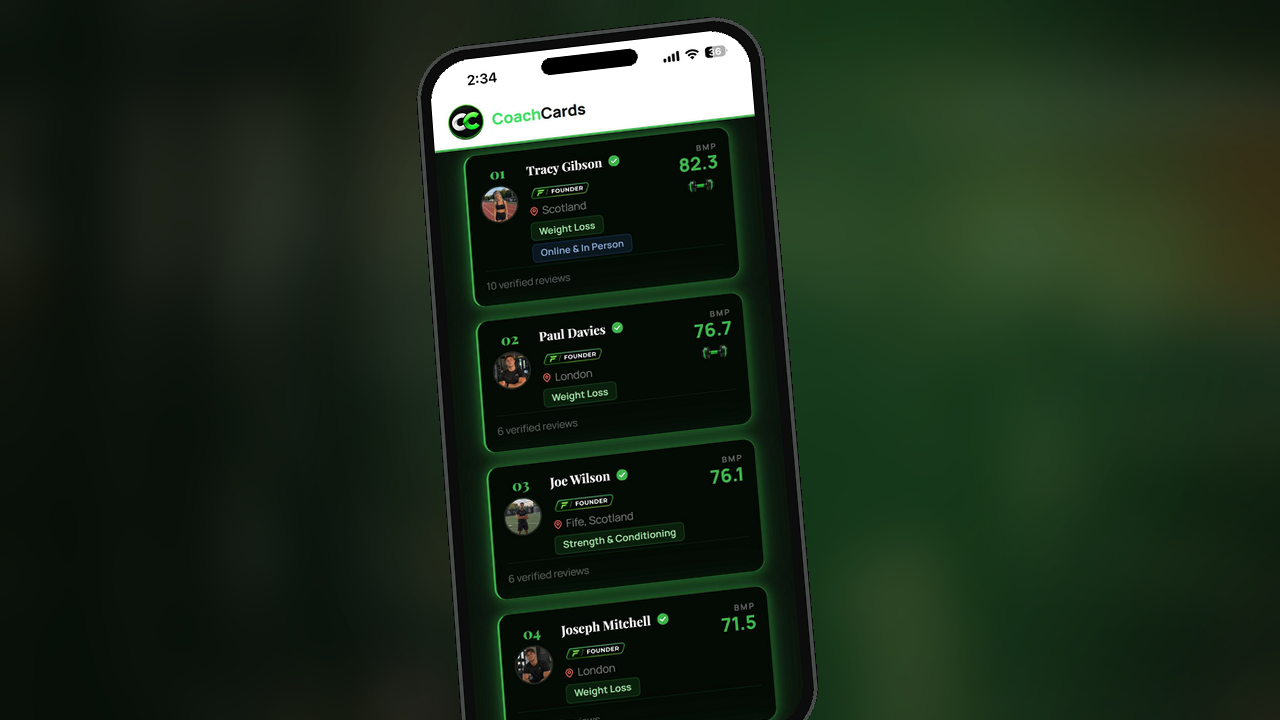 2:34
36
CC
CoachCards
01
Tracy Gibson
BMP
82.3
FOUNDER
Scotland
Weight Loss
Online & In Person
10 verified reviews
02
Paul Davies
BMP
76.7
FOUNDER
London
Weight Loss
6 verified reviews
03
Joe Wilson
BMP
76.1
FOUNDER
Fife, Scotland
Strength & Conditioning
6 verified reviews
04
Joseph Mitchell
BMP
71.5
FOUNDER
London
Weight Loss